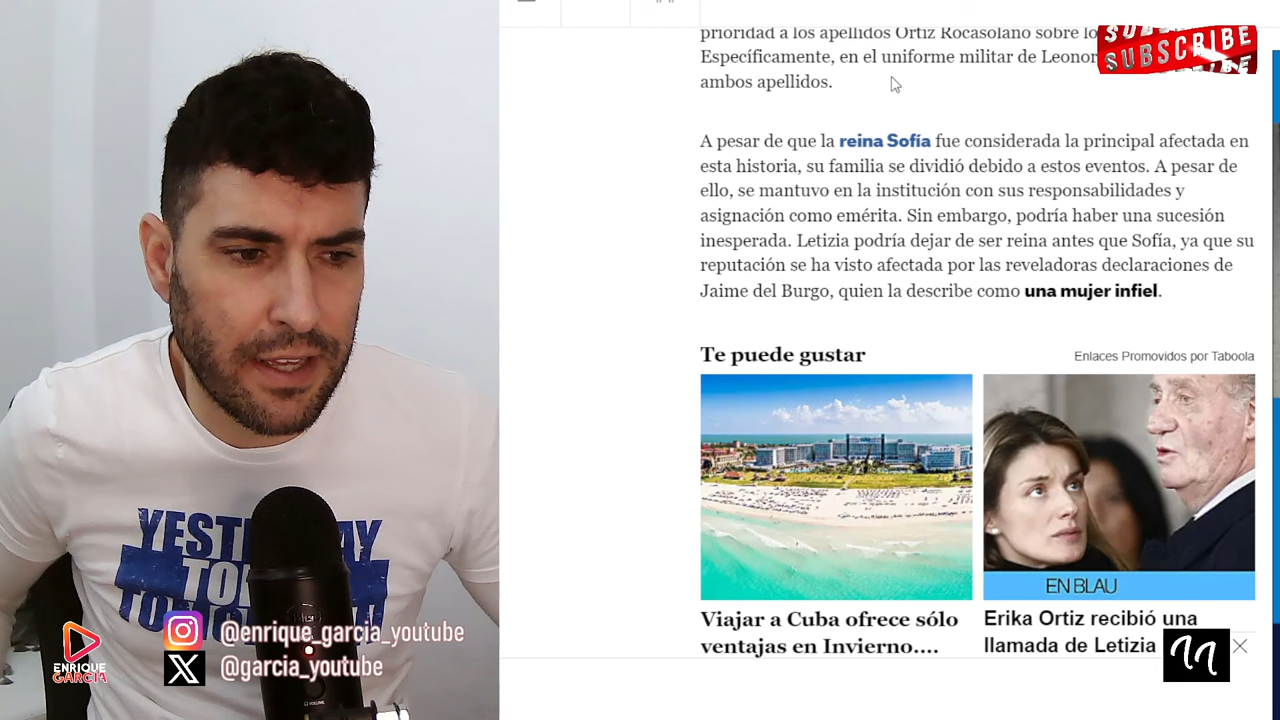 prioridad a los apellidos Ortiz Rocasolano sobre lo
Específicamente, en el uniforme militar de Leonor
ambos apellidos.
SUBSCRIBE
A pesar de que la reina Sofía fue considerada la principal afectada en
esta historia, su familia se dividió debido a estos eventos. A pesar de
ello, se mantuvo en la institución con sus responsabilidades y
asignación como emérita. Sin embargo, podría haber una sucesión
inesperada. Letizia podría dejar de ser reina antes que Sofía, ya que su
reputación se ha visto afectada por las reveladoras declaraciones de
Jaime del Burgo, quien la describe como una mujer infiel.
Te puede gustar
Enlaces Promovidos por Taboola
EN BLAU
Viajar a Cuba ofrece sólo
ventajas en Invierno....
Erika Ortiz recibió una
llamada de Letizia
@enrique_garcia_youtube
@garcia_youtube
ENRIQUE
GARCIA